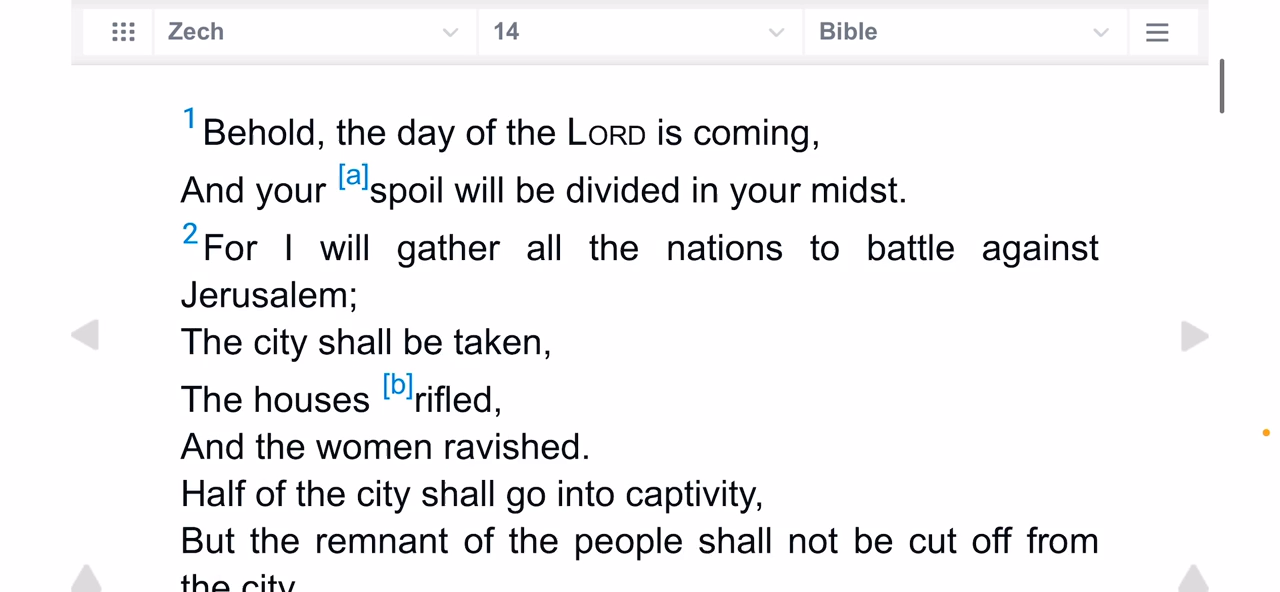 Zech 14 Bible
1 Behold, the day of the LORD is coming,
And your [a]spoil will be divided in your midst.
2 For I will gather all the nations to battle against
Jerusalem;
The city shall be taken,
The houses [b]rifled,
And the women ravished.
Half of the city shall go into captivity,
But the remnant of the people shall not be cut off from
the city